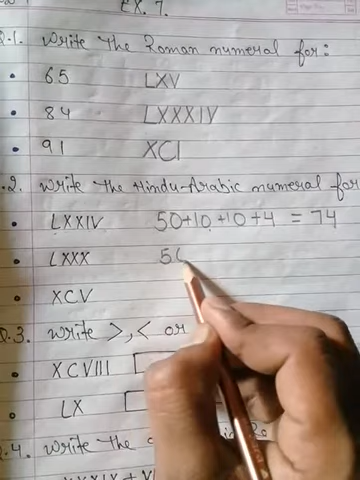 Ex. 7.
Q.1. Write the Roman numeral for:
• 65 LXV
• 84 LXXXIV
• 91 XCI
.2. Write the Hindu-Arabic numeral for
• LXXIV 50+10+10+4 = 74
• LXXX 50
• XCV
Q.3. Write >, < or
• XCVIII
• LX
.4. Write the